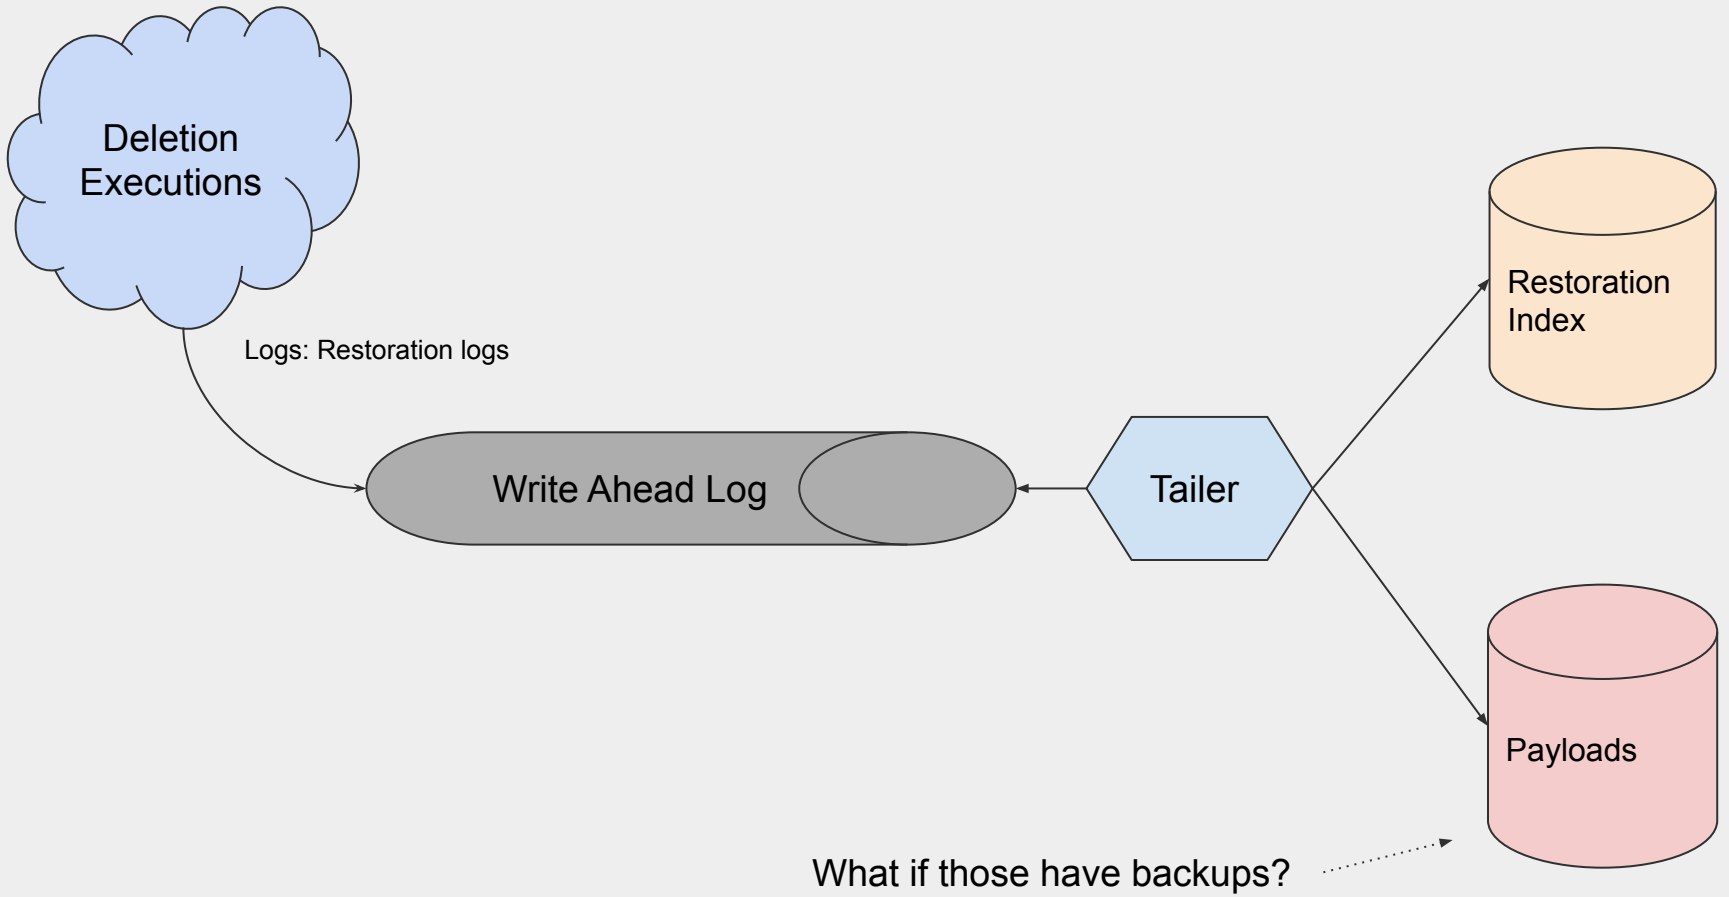 Deletion
Executions
Logs: Restoration logs
Write Ahead Log
Tailer
Restoration
Index
Payloads
What if those have backups?